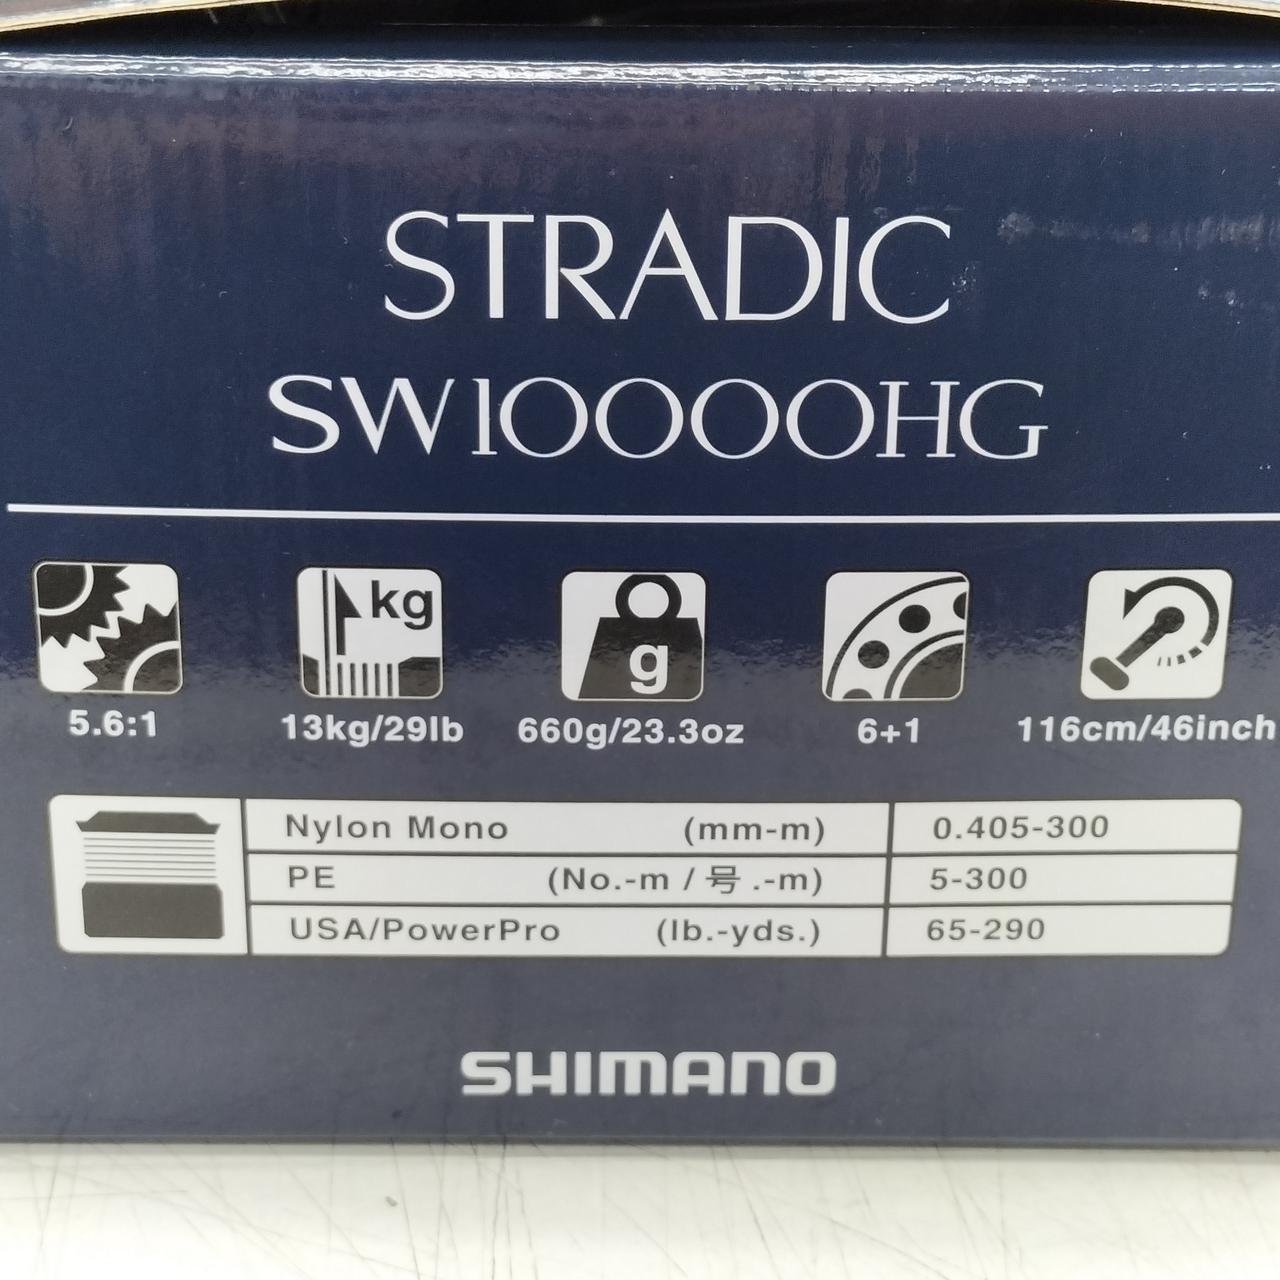 STRADIC
SW10000HG
kg
g
5.6:1 13kg/29lb 660g/23.3oz 6+1 116cm/46inch
Nylon Mono (mm-m) 0.405-300
PE (No.-m / 号.-m) 5-300
USA/PowerPro (lb.-yds.) 65-290
SHIMANO